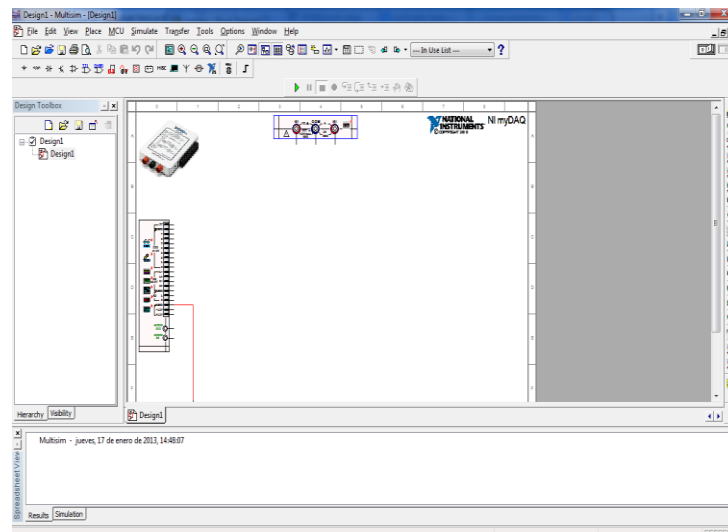 Design1 - Multisim - [Design1]
File Edit View Place MCU Simulate Transfer Tools Options Window Help
--- In Use List ---
Design Toolbox
Design1
Design1
NATIONAL INSTRUMENTS
NI myDAQ
Hierarchy Visibility
Design1
Multisim - jueves, 17 de enero de 2013, 14:48:07
Spreadsheet View
Results Simulation